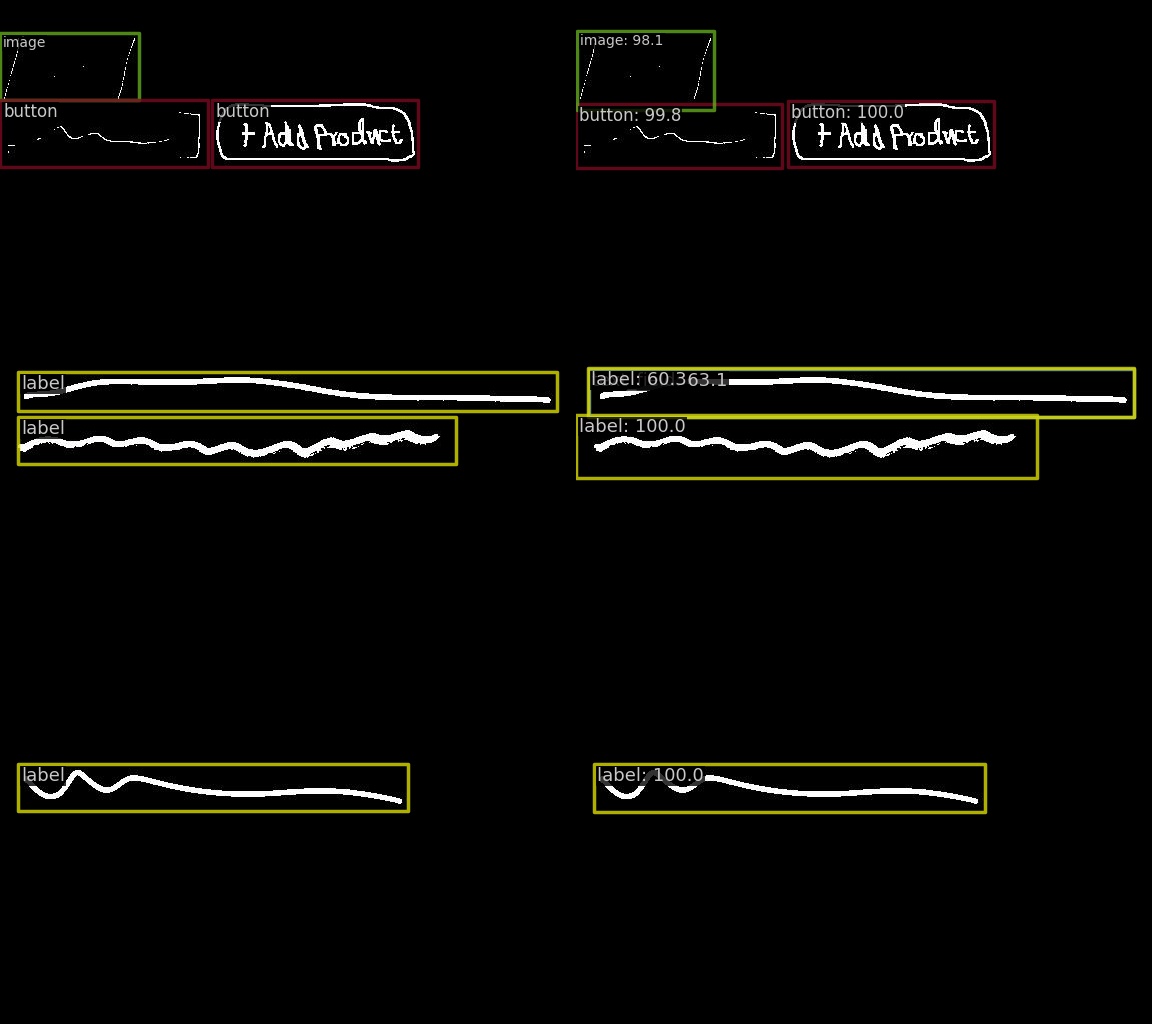 image
button
button
+ Add Product
label
label
label
image: 98.1
button: 99.8
button: 100.0
+ Add Product
label: 60.363.1
label: 100.0
label: 100.0